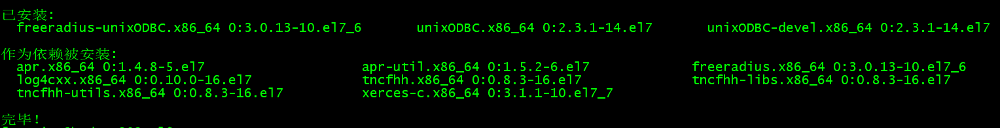 已安装:
freeradius-unixODBC.x86_64 0:3.0.13-10.el7_6 unixODBC.x86_64 0:2.3.1-14.el7 unixODBC-devel.x86_64 0:2.3.1-14.el7
作为依赖被安装:
apr.x86_64 0:1.4.8-5.el7 apr-util.x86_64 0:1.5.2-6.el7 freeradius.x86_64 0:3.0.13-10.el7_6
log4cxx.x86_64 0:0.10.0-16.el7 tncfhh.x86_64 0:0.8.3-16.el7 tncfhh-libs.x86_64 0:0.8.3-16.el7
tncfhh-utils.x86_64 0:0.8.3-16.el7 xerces-c.x86_64 0:3.1.1-10.el7_7
完毕！